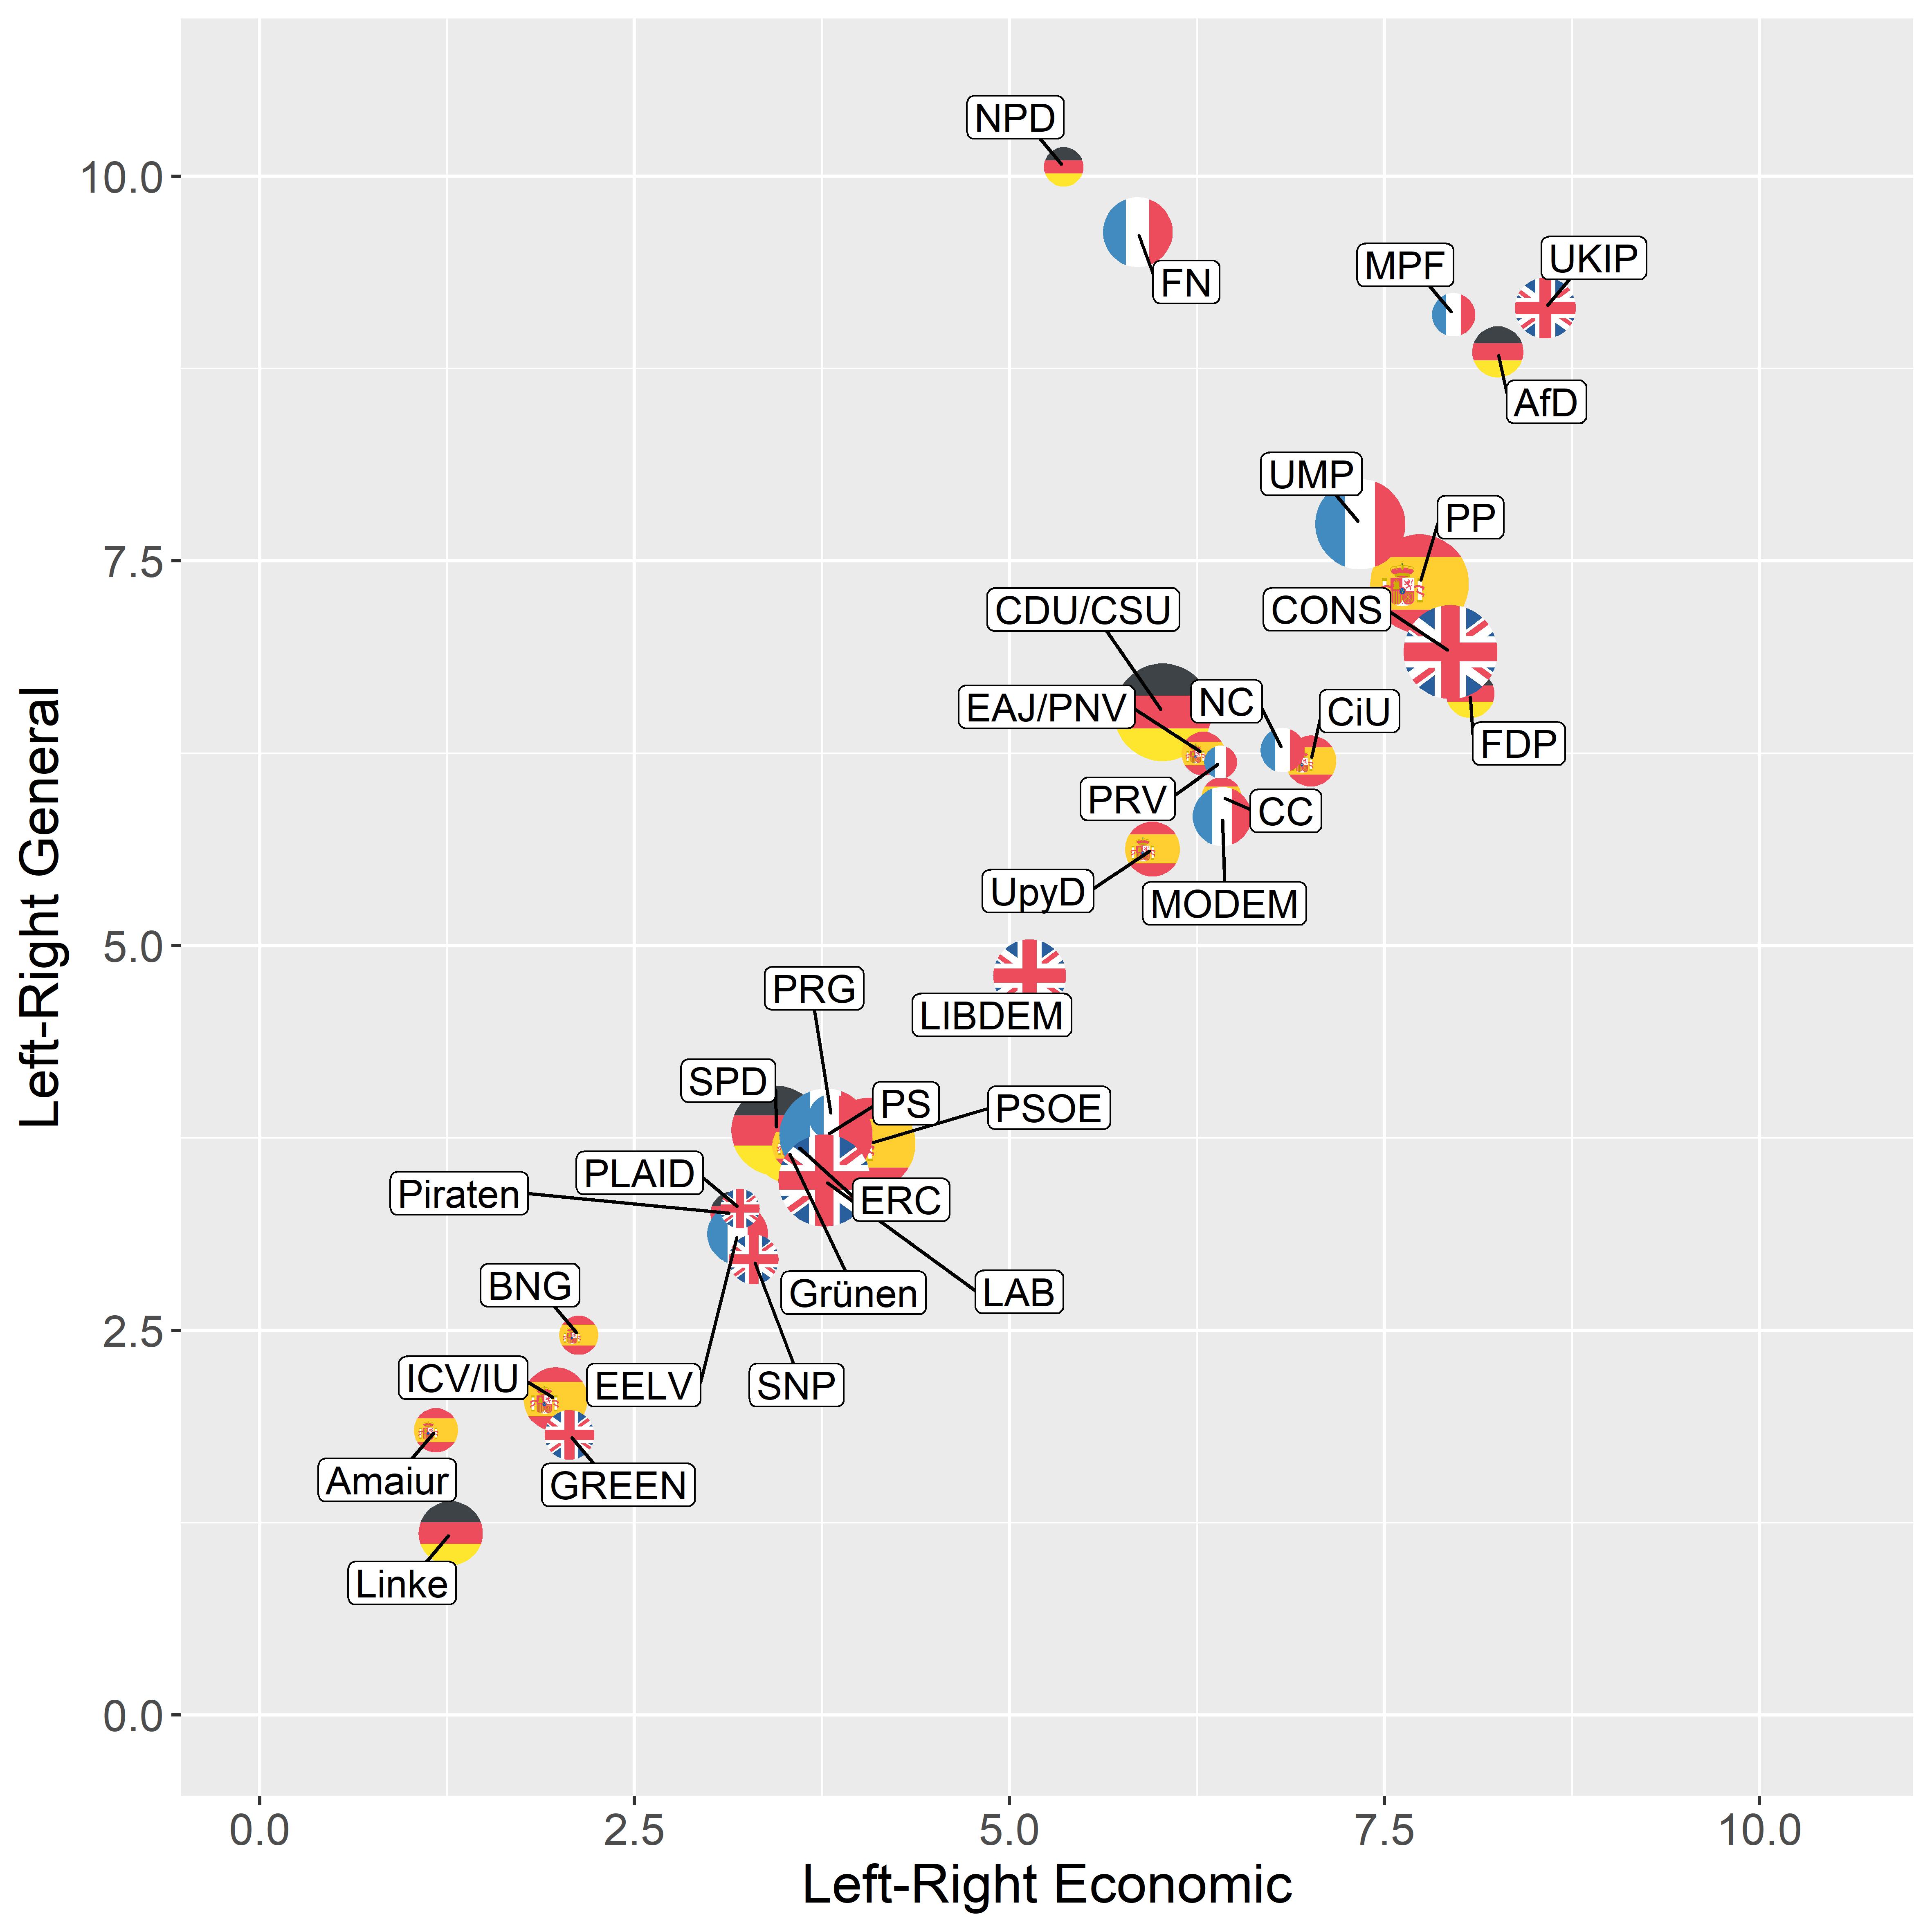 NPD
10.0
UKIP
MPF
FN
AfD
UMP
PP
7.5
CDU/CSU
CONS
NC
EAJ/PNV
CiU
FDP
PRV
CC
UpyD
MODEM
5.0
PRG
LIBDEM
SPD
PS
PSOE
PLAID
Piraten
ERC
BNG
Grünen
LAB
2.5
ICV/IU
EELV
SNP
Amaiur
GREEN
Linke
0.0
Left-Right General
0.0
2.5
5.0
7.5
10.0
Left-Right Economic